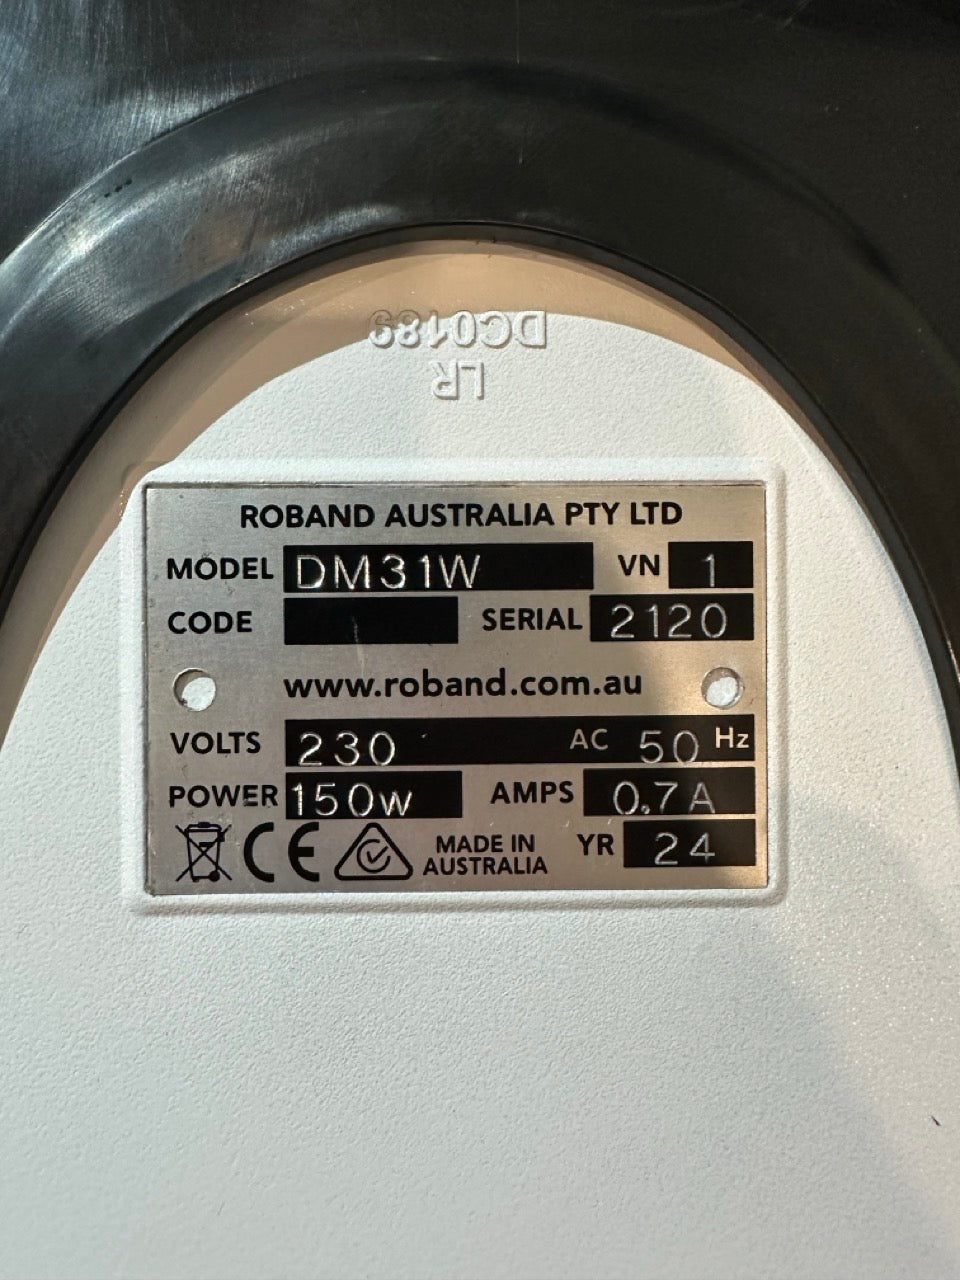 DC0189
LR
ROBAND AUSTRALIA PTY LTD
MODEL DM31W VN 1
CODE SERIAL 2120
www.roband.com.au
VOLTS 230 AC 50 Hz
POWER 150W AMPS 0.7A
CE MADE IN
AUSTRALIA
YR 24